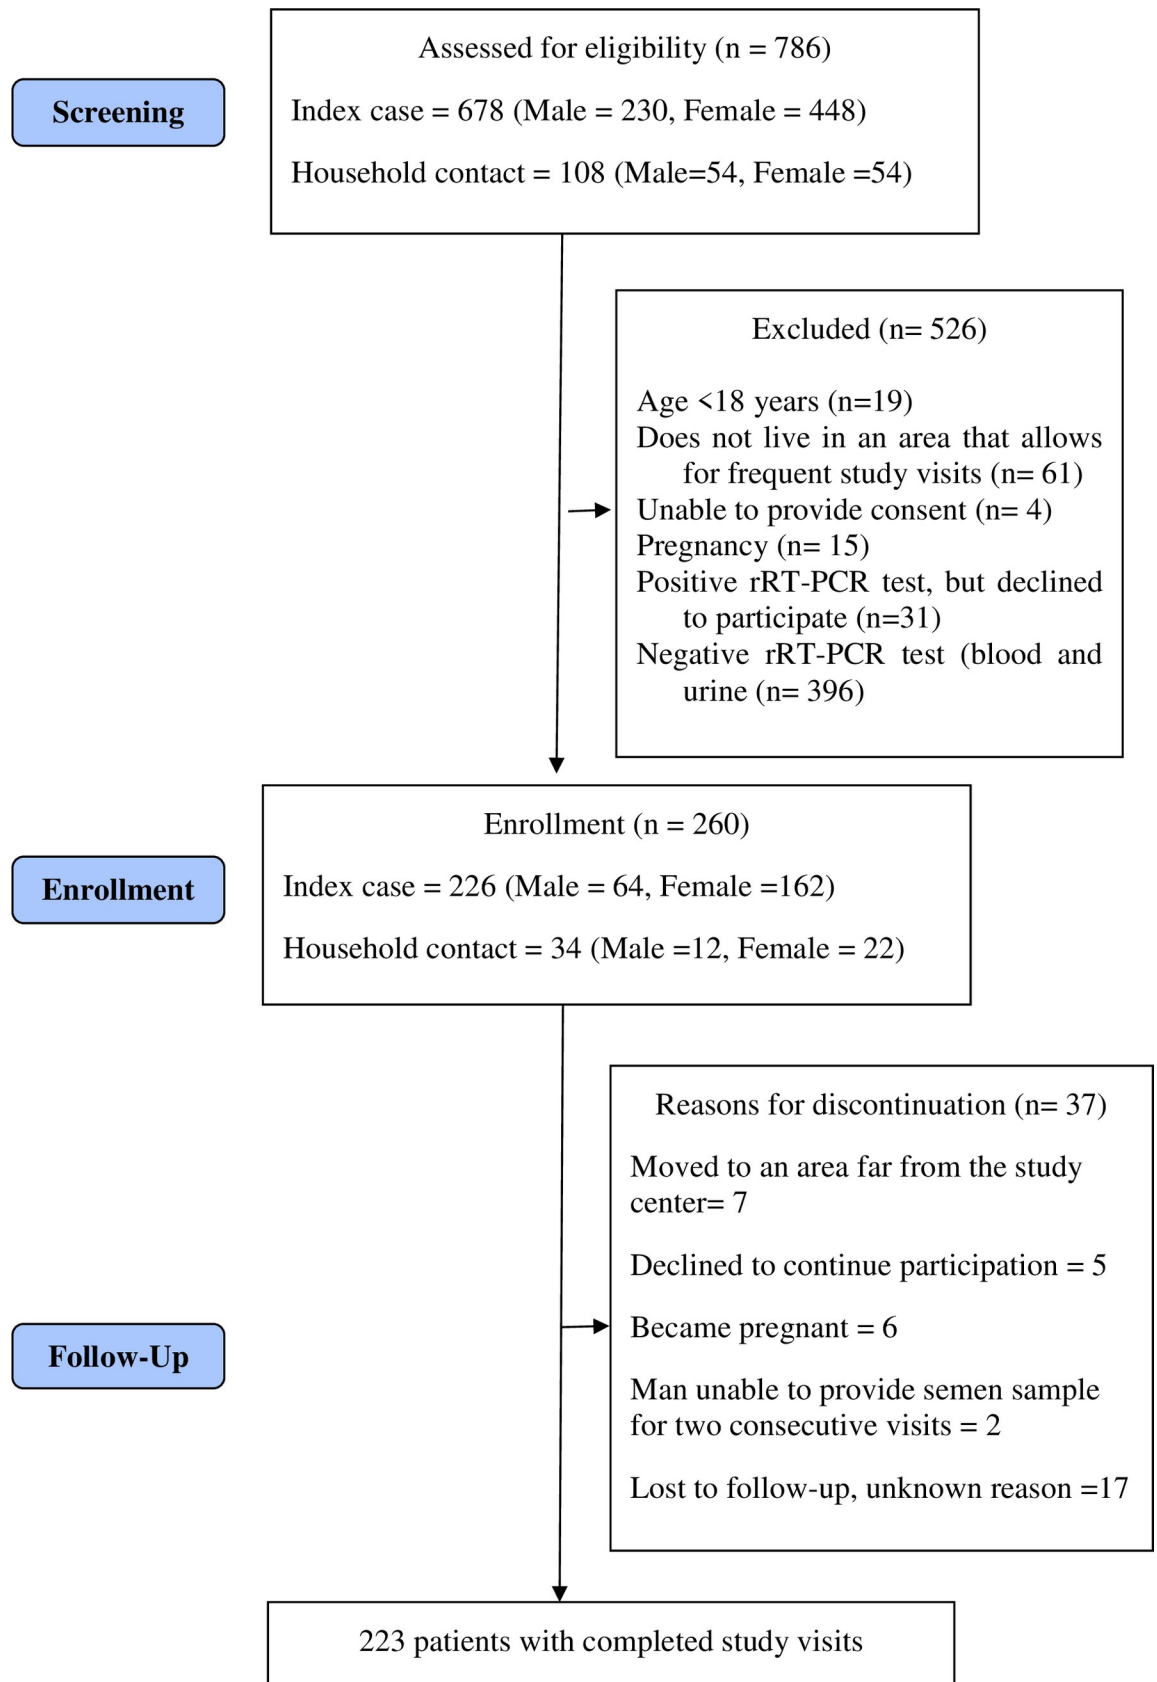 Assessed for eligibility (n = 786)
Screening
Index case = 678 (Male = 230, Female = 448)
Household contact = 108 (Male=54, Female =54)
Excluded (n= 526)
Age <18 years (n=19)
Does not live in an area that allows
for frequent study visits (n= 61)
Unable to provide consent (n= 4)
Pregnancy (n= 15)
Positive rRT-PCR test, but declined
to participate (n=31)
Negative rRT-PCR test (blood and
urine (n= 396)
Enrollment (n = 260)
Enrollment
Index case = 226 (Male = 64, Female =162)
Household contact = 34 (Male =12, Female = 22)
Reasons for discontinuation (n= 37)
Moved to an area far from the study
center= 7
Declined to continue participation = 5
Became pregnant = 6
Follow-Up
Man unable to provide semen sample
for two consecutive visits = 2
Lost to follow-up, unknown reason =17
223 patients with completed study visits